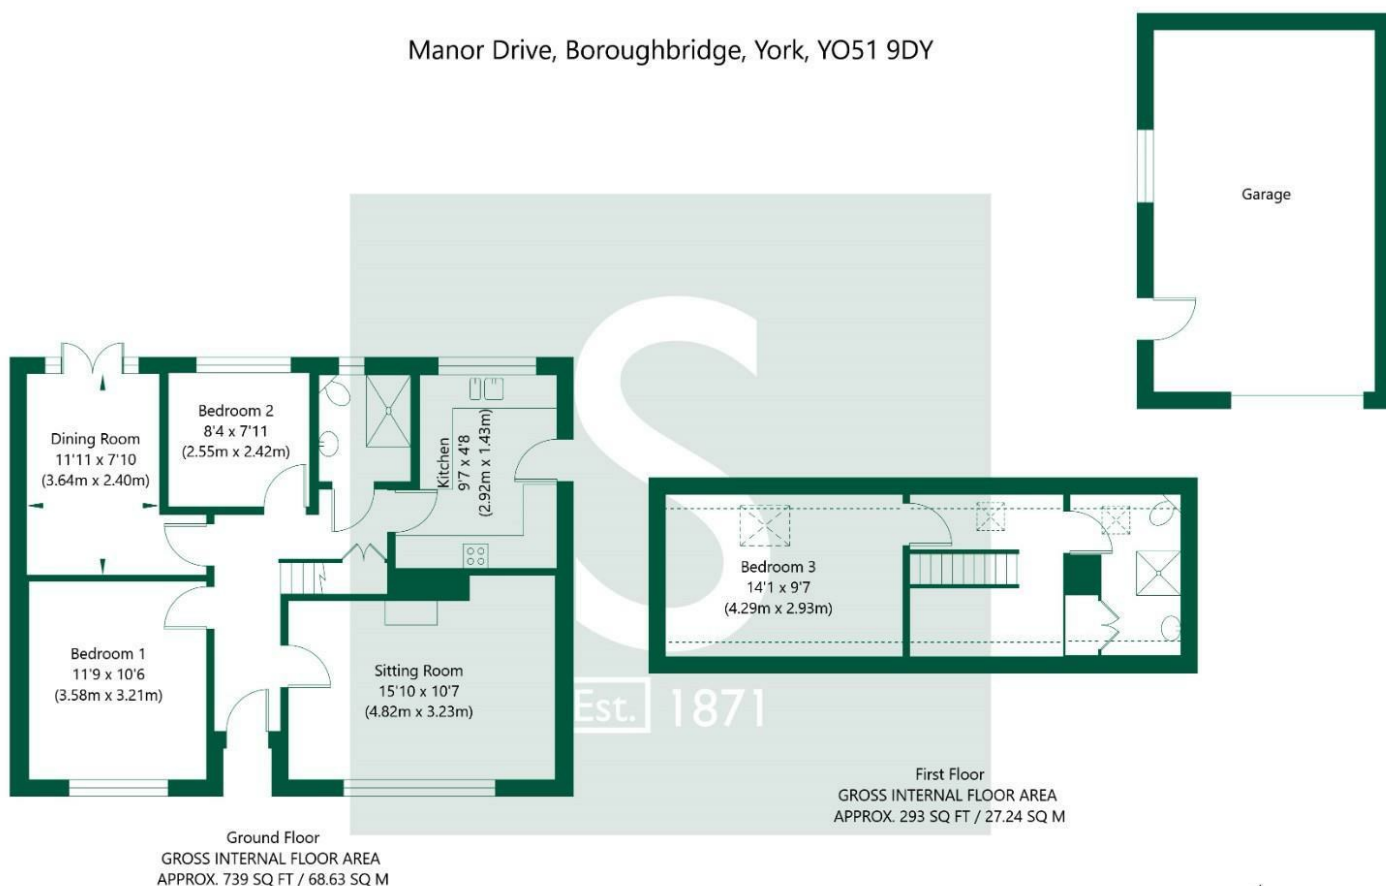 Manor Drive, Boroughbridge, York, YO51 9DY
Garage
Dining Room
11'11 x 7'10
(3.64m x 2.40m)
Bedroom 2
8'4 x 7'11
(2.55m x 2.42m)
Kitchen
9'7 x 4'8
(2.92m x 1.43m)
Bedroom 1
11'9 x 10'6
(3.58m x 3.21m)
Sitting Room
15'10 x 10'7
(4.82m x 3.23m)
Bedroom 3
14'1 x 9'7
(4.29m x 2.93m)
S
Est. 1871
Ground Floor
GROSS INTERNAL FLOOR AREA
APPROX. 739 SQ FT / 68.63 SQ M
First Floor
GROSS INTERNAL FLOOR AREA
APPROX. 293 SQ FT / 27.24 SQ M